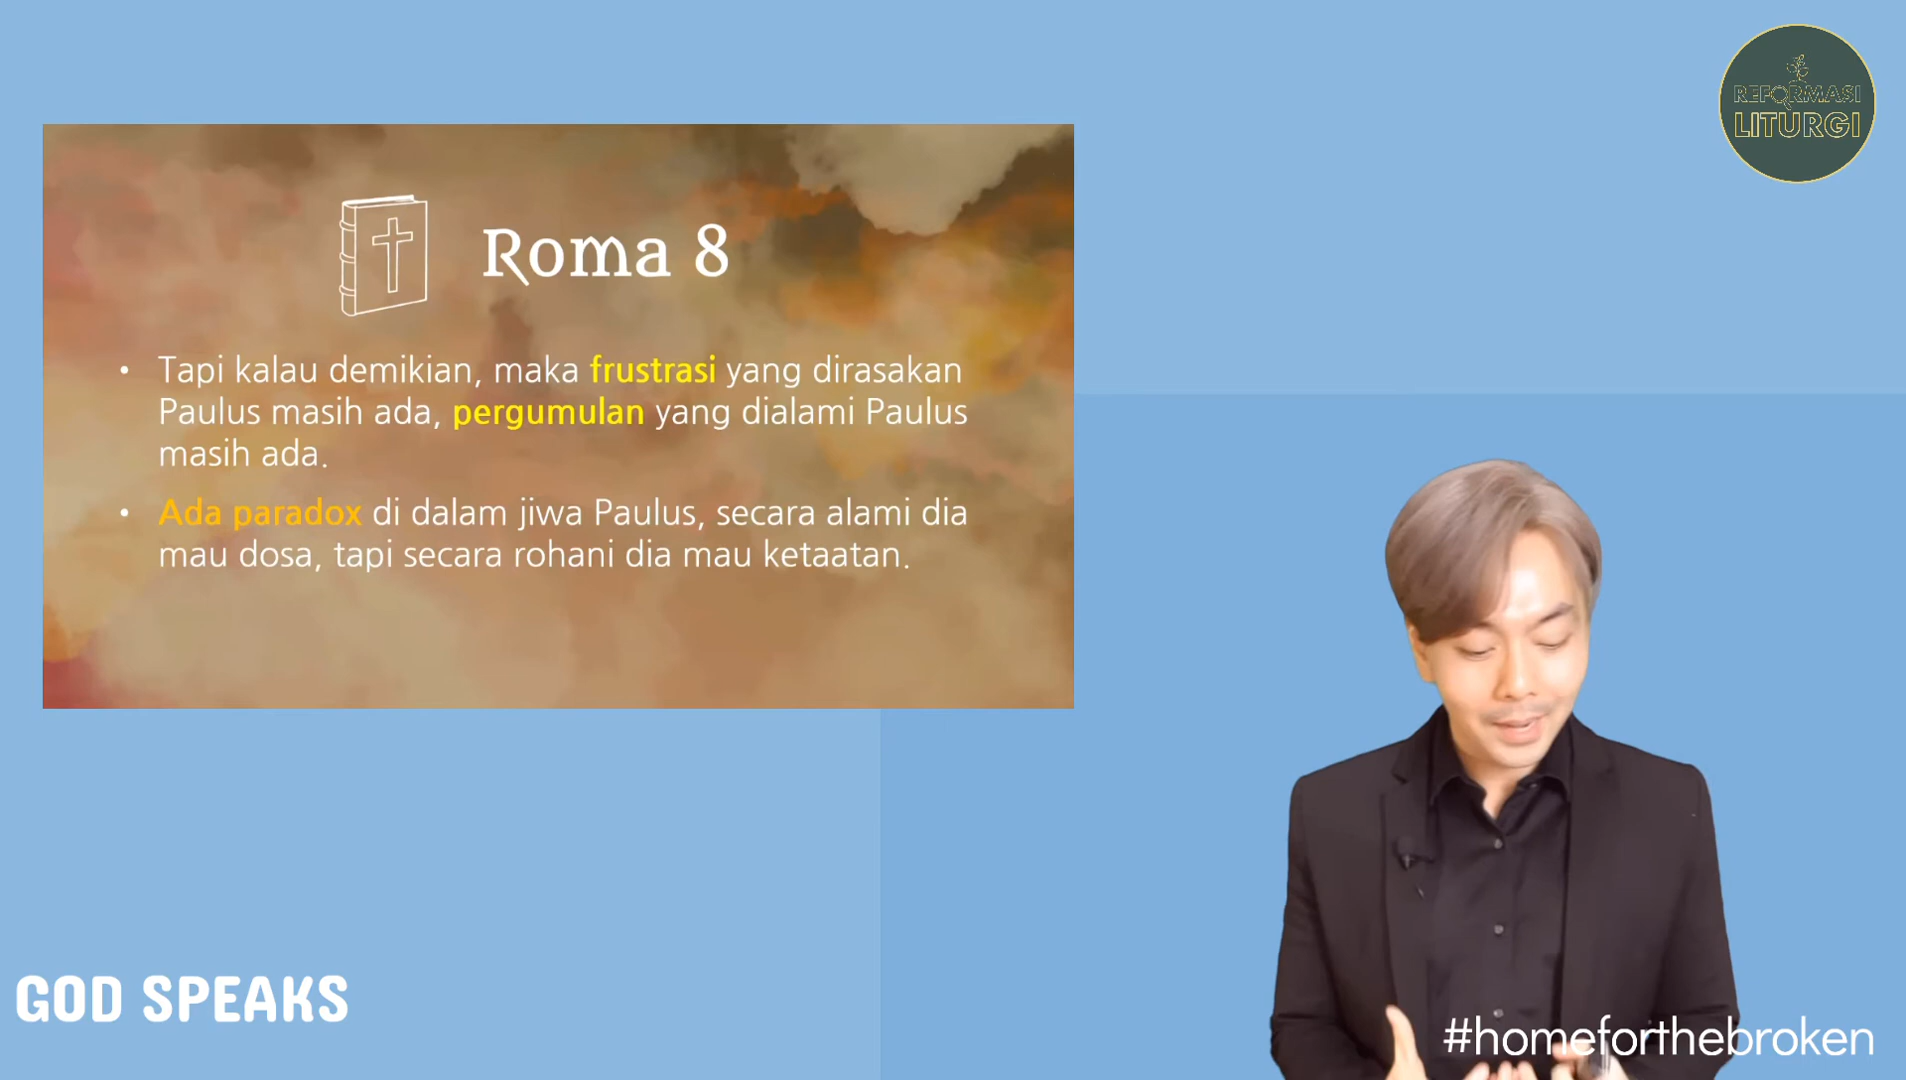 REFORMASI
LITURGI
Roma 8
• Tapi kalau demikian, maka frustrasi yang dirasakan
Paulus masih ada, pergumulan yang dialami Paulus
masih ada.
• Ada paradox di dalam jiwa Paulus, secara alami dia
mau dosa, tapi secara rohani dia mau ketaatan.
GOD SPEAKS
#homeforthebroken